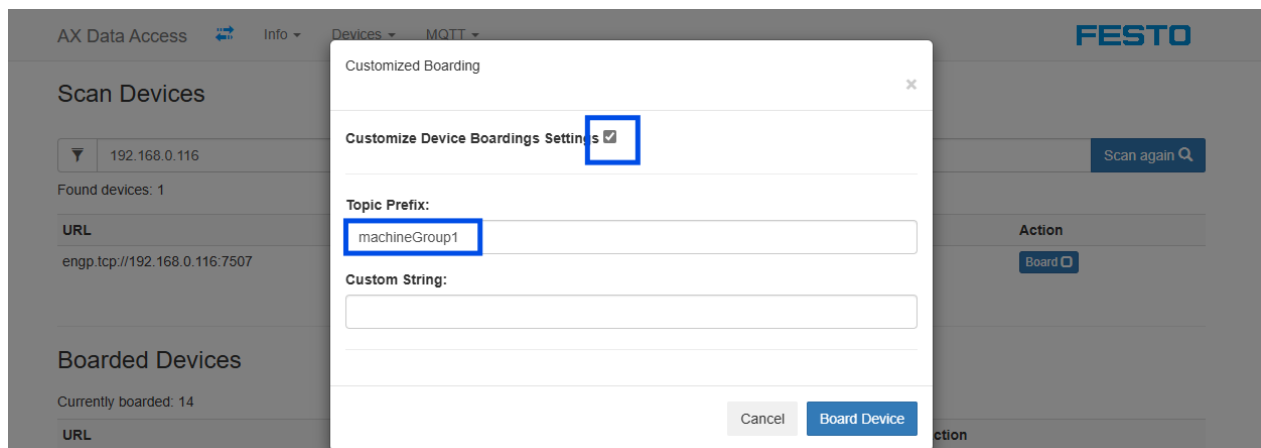 AX Data Access Info Devices MQTT FESTO
Customized Boarding
×
Scan Devices
Customize Device Boardings Settings
192.168.0.116 Scan again
Found devices: 1
Topic Prefix:
URL Action
machineGroup1
engp.tcp://192.168.0.116:7507 Board
Custom String:
Boarded Devices
Currently boarded: 14
Cancel Board Device
URL ction